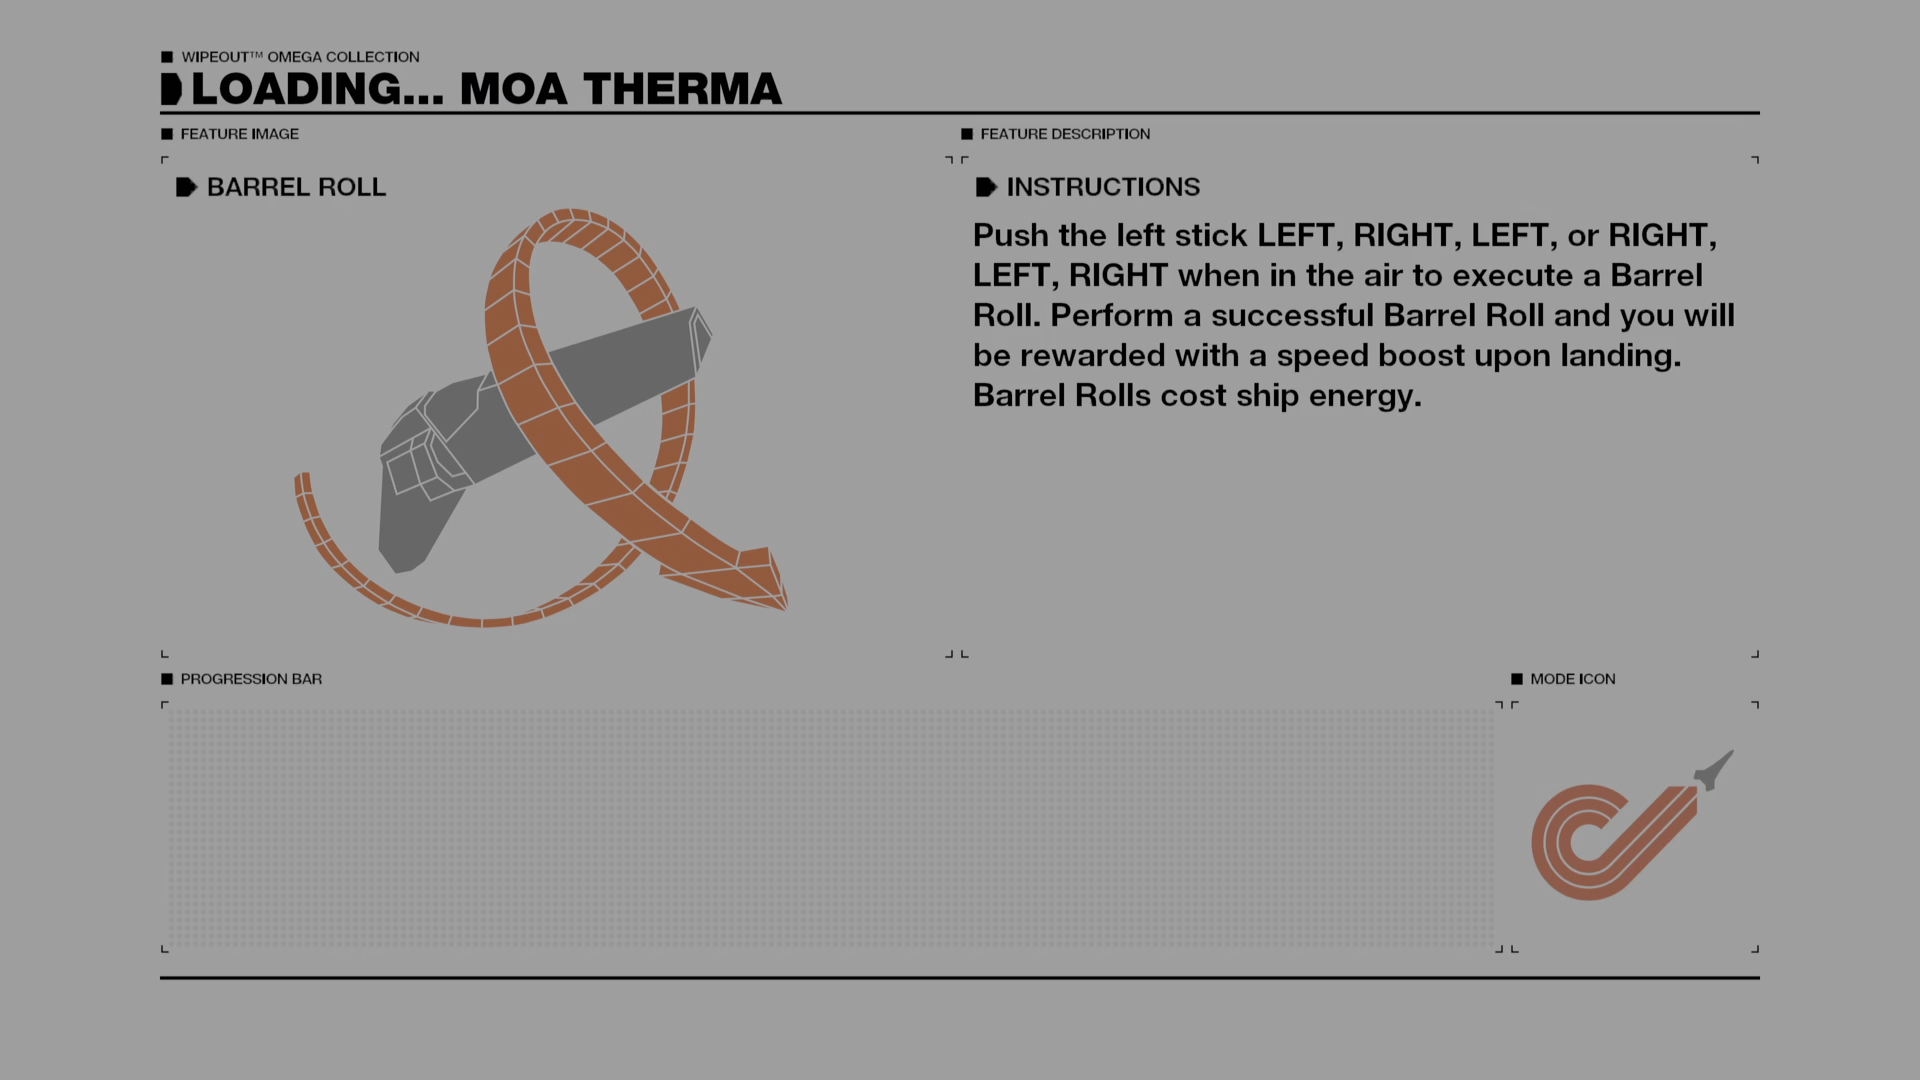 WIPEOUT™ OMEGA COLLECTION
LOADING... MOA THERMA
FEATURE IMAGE
BARREL ROLL
FEATURE DESCRIPTION
INSTRUCTIONS
Push the left stick LEFT, RIGHT, LEFT, or RIGHT,
LEFT, RIGHT when in the air to execute a Barrel
Roll. Perform a successful Barrel Roll and you will
be rewarded with a speed boost upon landing.
Barrel Rolls cost ship energy.
PROGRESSION BAR
MODE ICON